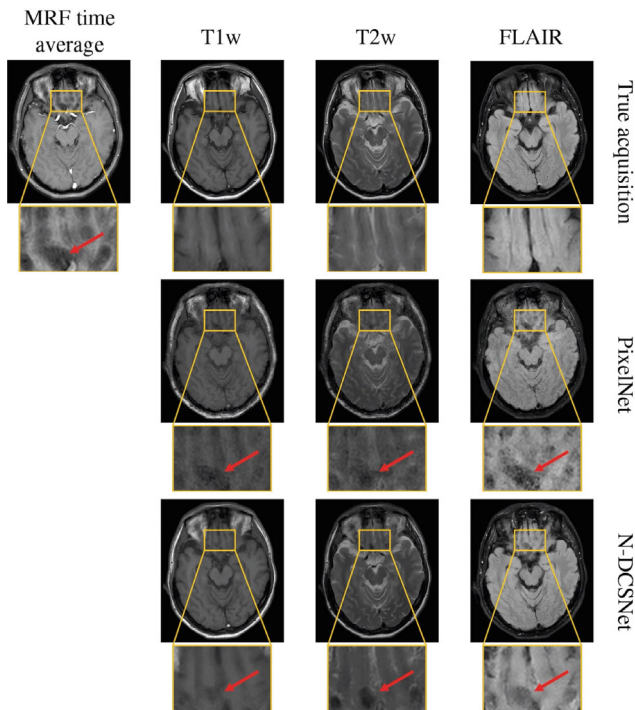 MRF time
average
T1w
T2w
FLAIR
True acquisition
PixelNet
N-DCSNet